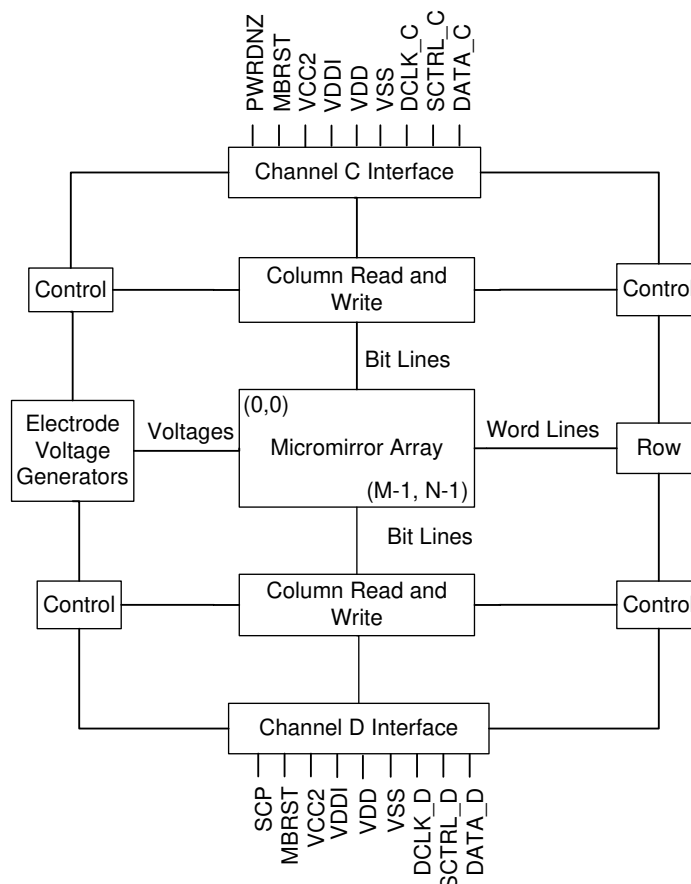 PWRDNZ
MBRST
VCC2
VDDI
VDD
VSS
DCLK_C
SCTRL_C
DATA_C
Channel C Interface
Control
Column Read and
Write
Control
Bit Lines
Electrode
Voltage
Generators
Voltages
(0,0)
Micromirror Array
(M-1, N-1)
Word Lines
Row
Bit Lines
Control
Column Read and
Write
Control
Channel D Interface
SCP
MBRST
VCC2
VDDI
VDD
VSS
DCLK_D
SCTRL_D
DATA_D